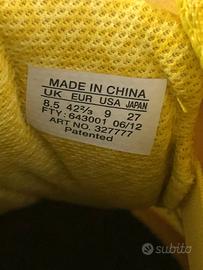 MADE IN CHINA
UK EUR USA JAPAN
8.5 42⅔ 9 27
FTY: 643001 06/12
ART NO. 327777
Patented
subito